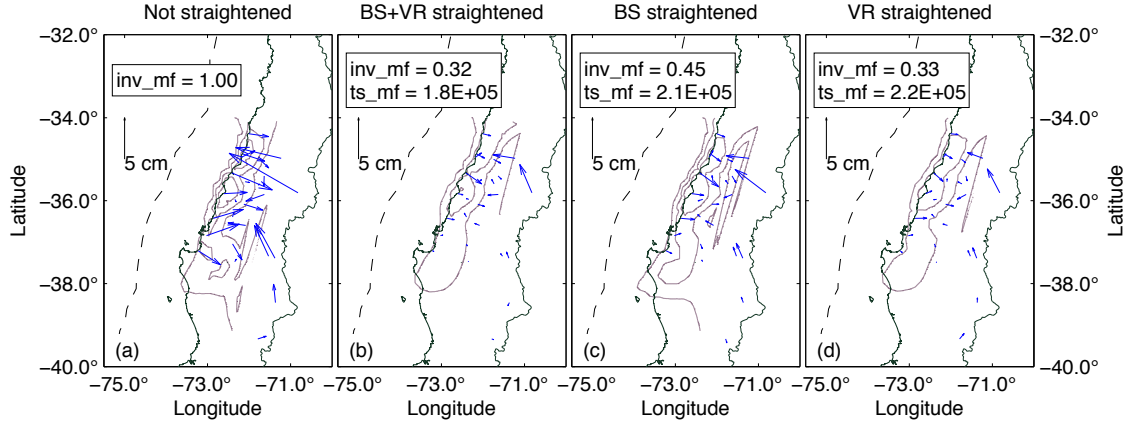 Not straightened
BS+VR straightened
BS straightened
VR straightened
−32.0°
−34.0°
−36.0°
−38.0°
−40.0°
Latitude
inv_mf = 1.00
5 cm
(a)
inv_mf = 0.32
ts_mf = 1.8E+05
5 cm
(b)
inv_mf = 0.45
ts_mf = 2.1E+05
5 cm
(c)
inv_mf = 0.33
ts_mf = 2.2E+05
5 cm
(d)
−32.0°
−34.0°
−36.0°
−38.0°
−40.0°
Latitude
−75.0° −73.0° −71.0°
−75.0° −73.0° −71.0°
−75.0° −73.0° −71.0°
−75.0° −73.0° −71.0°
Longitude
Longitude
Longitude
Longitude